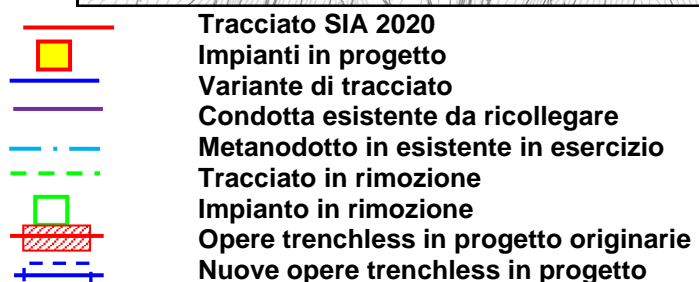 Tracciato SIA 2020
Impianti in progetto
Variante di tracciato
Condotta esistente da ricollegare
Metanodotto in esistente in esercizio
Tracciato in rimozione
Impianto in rimozione
Opere trenchless in progetto originarie
Nuove opere trenchless in progetto